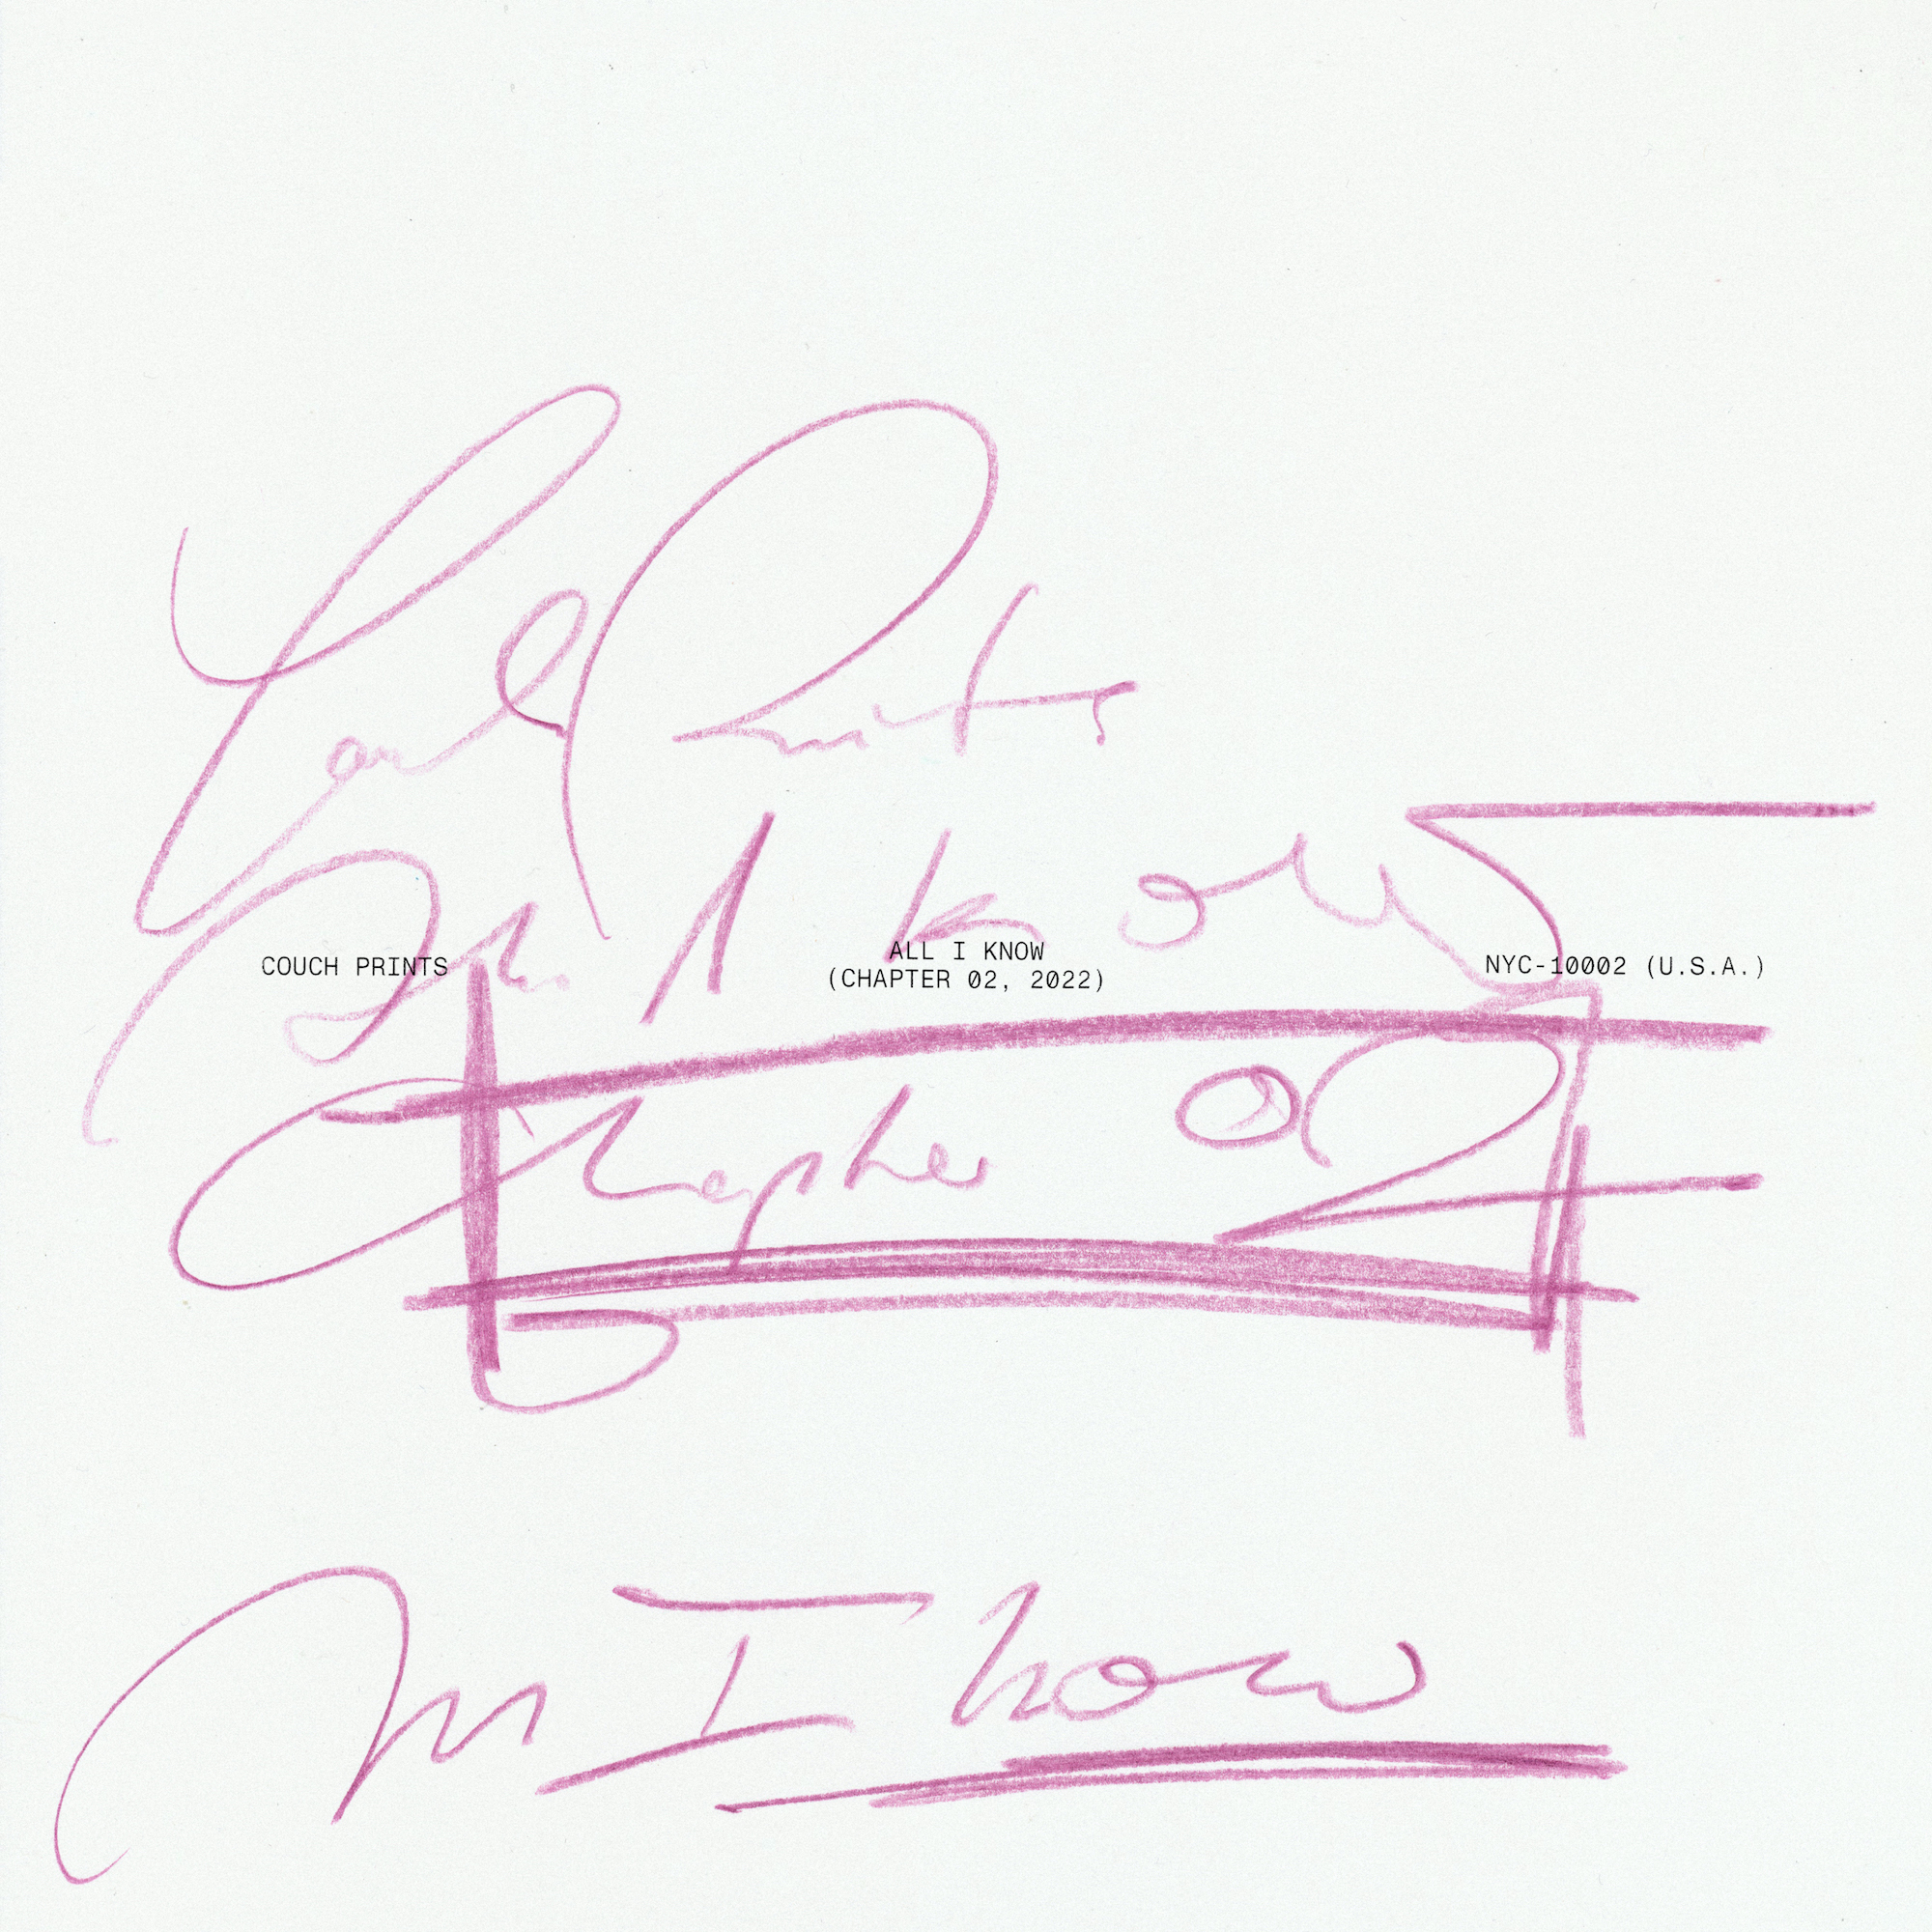 Couch Prints
All I know
COUCH PRINTS
ALL I KNOW
(CHAPTER 02, 2022)
NYC-10002 (U.S.A.)
Chapter 02
All I know